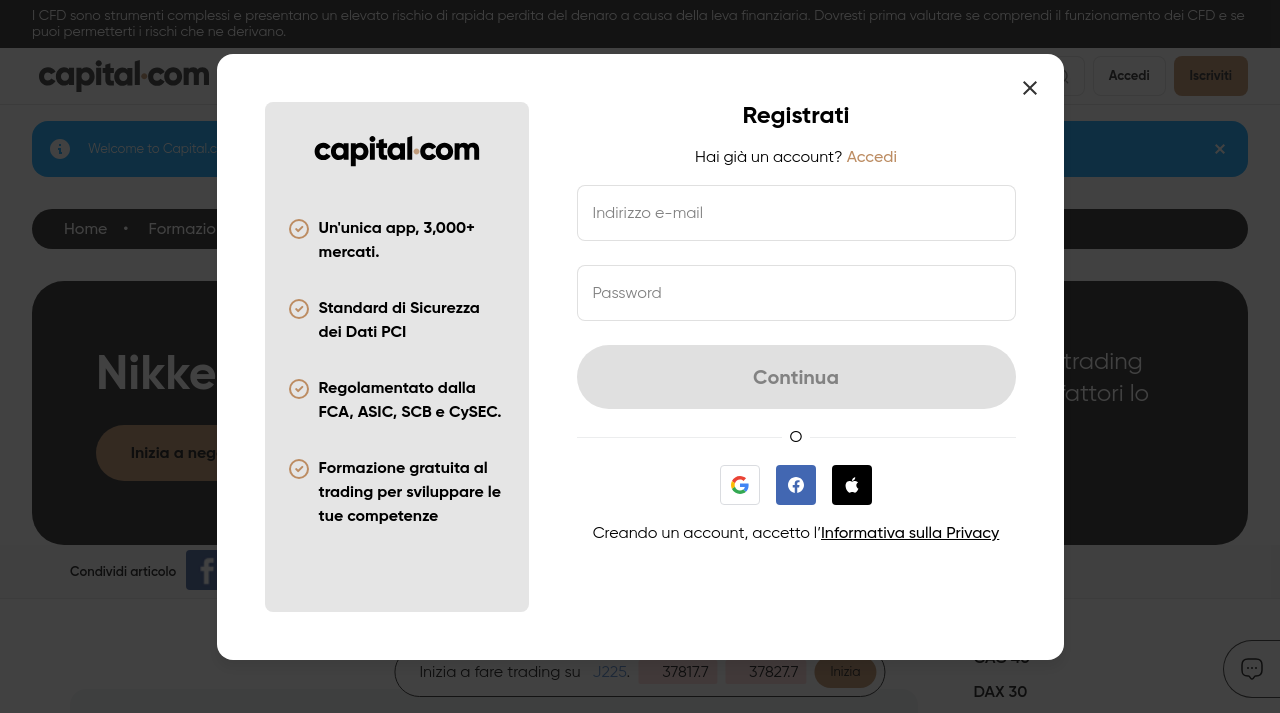 I CFD sono strumenti complessi e presentano un elevato rischio di rapida perdita del denaro a causa della leva finanziaria. Dovresti prima valutare se comprendi il funzionamento dei CFD e se
puoi permetterti i rischi che ne derivano.
capital.com
Accedi
Iscriviti
Welcome to Capital.c
Home • Formazio
Nikke
trading
fattori lo
Inizia a neg
Condividi articolo
capital.com
Un'unica app, 3,000+
mercati.
Standard di Sicurezza
dei Dati PCI
Regolamentato dalla
FCA, ASIC, SCB e CySEC.
Formazione gratuita al
trading per sviluppare le
tue competenze
Registrati
Hai già un account? Accedi
Indirizzo e-mail
Password
Continua
O
Creando un account, accetto l'Informativa sulla Privacy
Inizia a fare trading su J225. 37817.7 37827.7 Inizia
CAC 40
DAX 30